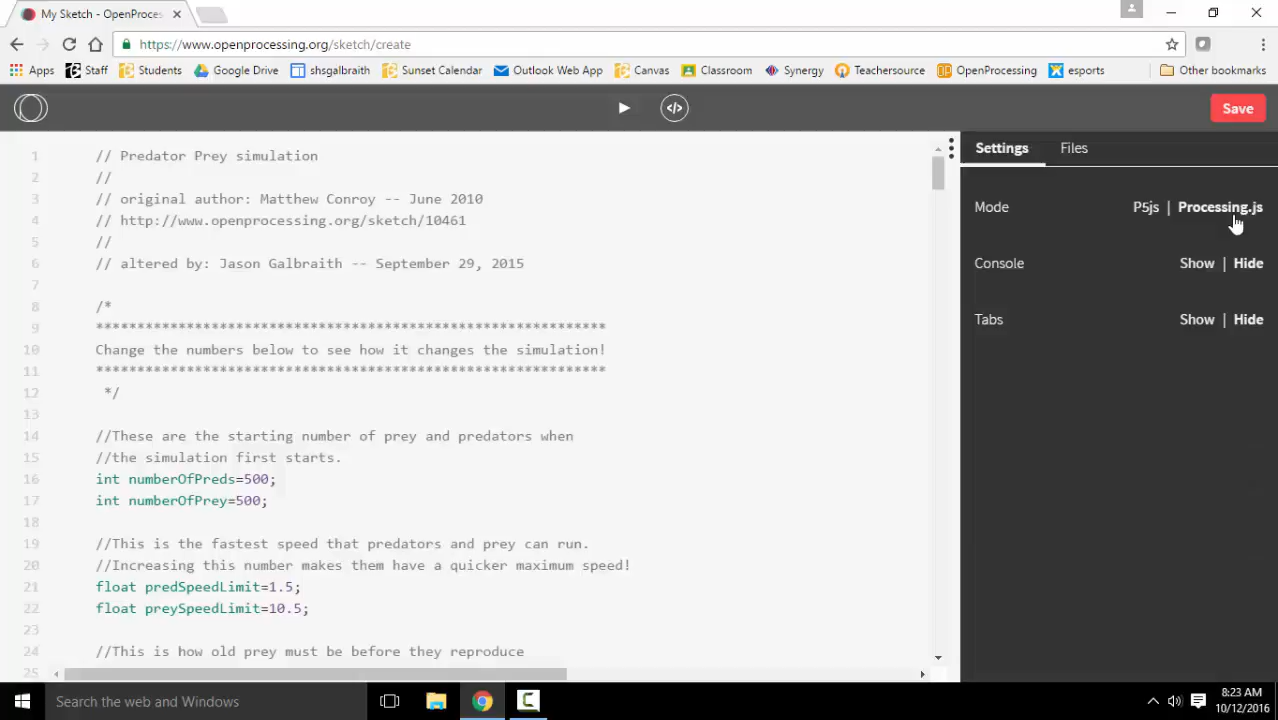 My Sketch - OpenProces
https://www.openprocessing.org/sketch/create
Apps Staff Students Google Drive shsgalbraith Sunset Calendar Outlook Web App Canvas Classroom Synergy Teachersource OpenProcessing esports Other bookmarks
</> Save
Settings Files
Mode P5js | Processing.js
Console Show | Hide
Tabs Show | Hide
1 // Predator Prey simulation
2 //
3 // original author: Matthew Conroy -- June 2010
4 // http://www.openprocessing.org/sketch/10461
5 //
6 // altered by: Jason Galbraith -- September 29, 2015
7
8 /*
9 **************************************************************
10 Change the numbers below to see how it changes the simulation!
11 **************************************************************
12 */
13
14 //These are the starting number of prey and predators when
15 //the simulation first starts.
16 int numberOfPreds=500;
17 int numberOfPrey=500;
18
19 //This is the fastest speed that predators and prey can run.
20 //Increasing this number makes them have a quicker maximum speed!
21 float predSpeedLimit=1.5;
22 float preySpeedLimit=10.5;
23
24 //This is how old prey must be before they reproduce
25
Search the web and Windows
8:23 AM
10/12/2016